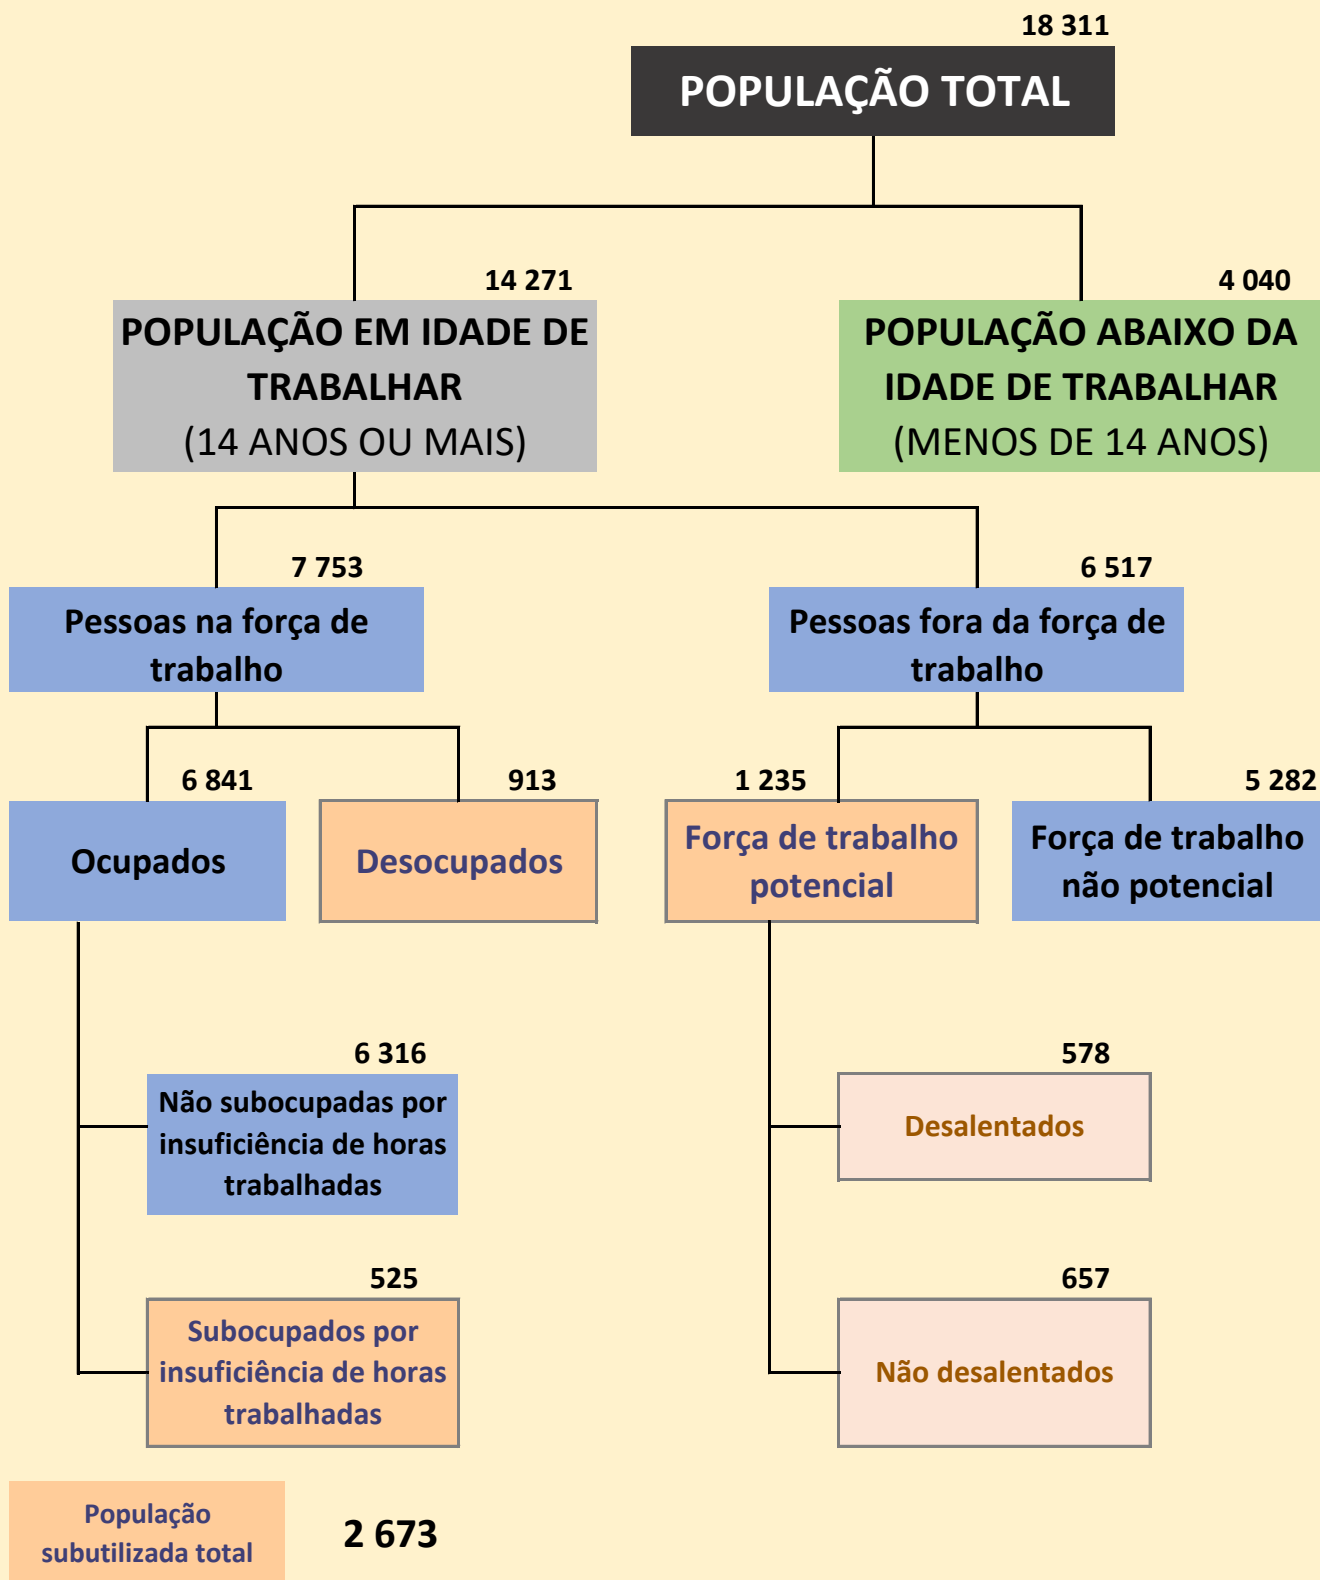 18 311
POPULAÇÃO TOTAL
14 271
POPULAÇÃO EM IDADE DE
TRABALHAR
(14 ANOS OU MAIS)
4 040
POPULAÇÃO ABAIXO DA
IDADE DE TRABALHAR
(MENOS DE 14 ANOS)
7 753
Pessoas na força de
trabalho
6 517
Pessoas fora da força de
trabalho
6 841
Ocupados
913
Desocupados
1 235
Força de trabalho
potencial
5 282
Força de trabalho
não potencial
6 316
Não subocupadas por
insuficiência de horas
trabalhadas
578
Desalentados
525
Subocupados por
insuficiência de horas
trabalhadas
657
Não desalentados
População
subutilizada total
2 673